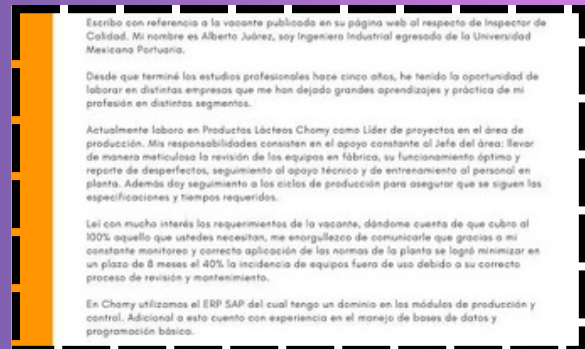 Escribo con referencia a la vacante publicada en su página web al respecto de Inspector de
Calidad. Mi nombre es Alberto Juárez, soy Ingeniero Industrial egresado de la Universidad
Mexicana Portuaria.
Desde que terminé los estudios profesionales hace cinco años, he tenido la oportunidad de
laborar en distintas empresas que me han dejado grandes aprendizajes y práctica de mi
profesión en distintos segmentos.
Actualmente laboro en Productos Lácteos Chomy como Líder de proyectos en el área de
producción. Mis responsabilidades consisten en el apoyo constante al Jefe del área: llevar
de manera meticulosa la revisión de los equipos en fábrica, su funcionamiento óptimo y
reporte de desperfectos, seguimiento al apoyo técnico y de entrenamiento al personal en
planta. Además doy seguimiento a los ciclos de producción para asegurar que se siguen las
especificaciones y tiempos requeridos.
Leí con mucho interés los requerimientos de la vacante, dándome cuenta de que cubro al
100% aquello que ustedes necesitan, me enorgullezco de comunicarle que gracias a mi
constante monitoreo y correcta aplicación de las normas de la planta se logró minimizar en
un plazo de 8 meses el 40% la incidencia de equipos fuera de uso debido a su correcto
proceso de revisión y mantenimiento.
En Chomy utilizamos el ERP SAP del cual tengo un dominio en los módulos de producción y
control. Adicional a esto cuento con experiencia en el manejo de bases de datos y
programación básica.